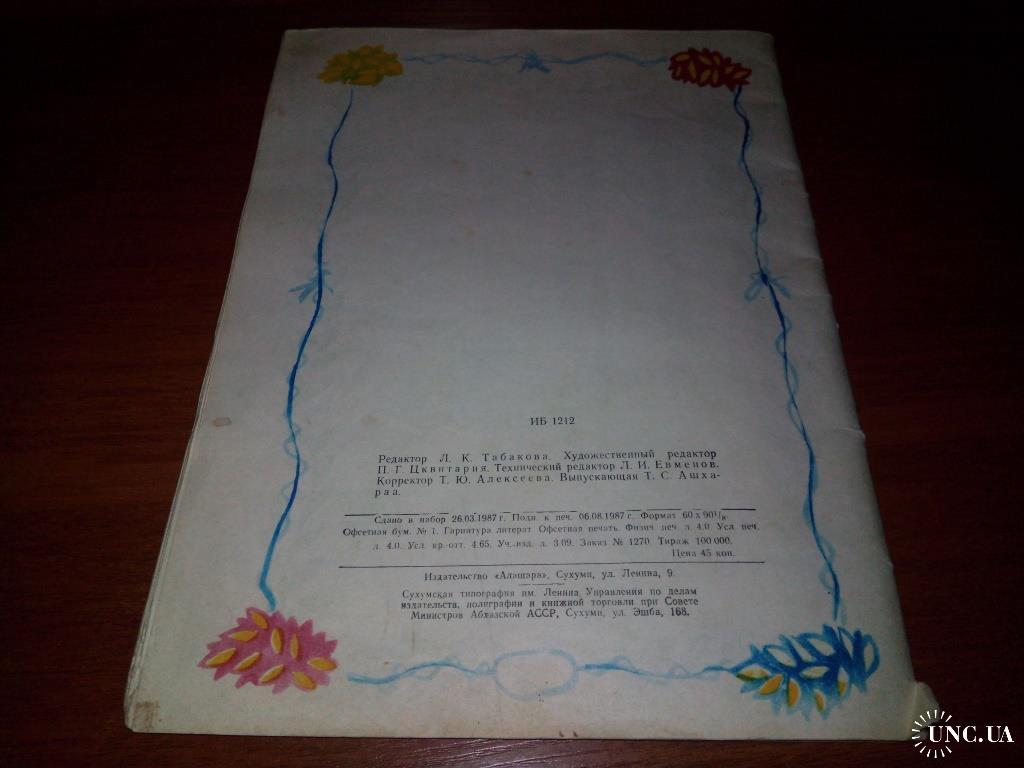 ИБ 1212
Редактор Л. К. Табакова. Художественный редактор
П. Г. Цквитария. Технический редактор Л. И. Евменов.
Корректор Т. Ю. Алексеева. Выпускающая Т. С. Ашха-
раа.
Сдано в набор 26.03.1987 г. Подп. к печ. 06.08.1987 г. Формат 60 х 90¹/₈.
Офсетная бум. № 1. Гарнитура литерат. Офсетная печать. Физич. печ. л. 4.0 Усл. печ.
л. 4.0. Усл. кр.-отт. 4.65. Уч.-изд. л. 3.09. Заказ № 1270. Тираж 100 000.
Цена 45 коп.
Издательство «Алашара», Сухуми, ул. Ленина, 9.
Сухумская типография им. Ленина Управления по делам
издательств, полиграфии и книжной торговли при Совете
Министров Абхазской АССР, Сухуми, ул. Эшба, 168.
UNC.UA